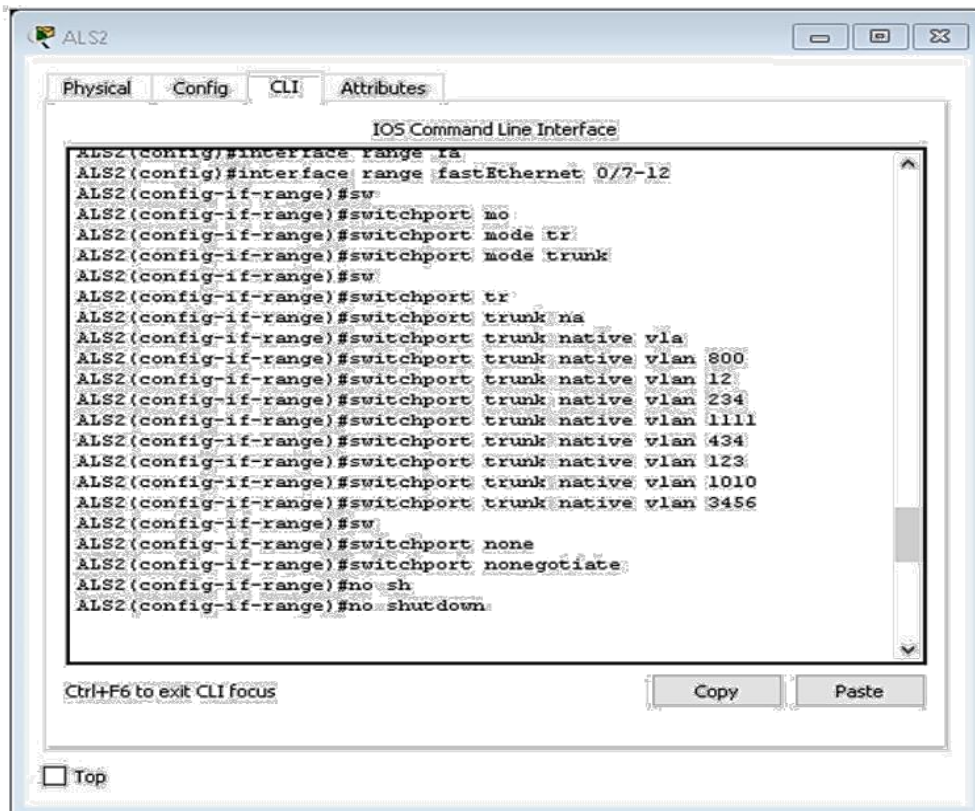 ALS2
Physical Config CLI Attributes
IOS Command Line Interface
ALS2(config)#interface range fa
ALS2(config)#interface range fastEthernet 0/7-12
ALS2(config-if-range)#sw
ALS2(config-if-range)#switchport mo
ALS2(config-if-range)#switchport mode tr
ALS2(config-if-range)#switchport mode trunk
ALS2(config-if-range)#sw
ALS2(config-if-range)#switchport tr
ALS2(config-if-range)#switchport trunk na
ALS2(config-if-range)#switchport trunk native vla
ALS2(config-if-range)#switchport trunk native vlan 800
ALS2(config-if-range)#switchport trunk native vlan 12
ALS2(config-if-range)#switchport trunk native vlan 234
ALS2(config-if-range)#switchport trunk native vlan 1111
ALS2(config-if-range)#switchport trunk native vlan 434
ALS2(config-if-range)#switchport trunk native vlan 123
ALS2(config-if-range)#switchport trunk native vlan 1010
ALS2(config-if-range)#switchport trunk native vlan 3456
ALS2(config-if-range)#sw
ALS2(config-if-range)#switchport none
ALS2(config-if-range)#switchport nonegotiate
ALS2(config-if-range)#no sh
ALS2(config-if-range)#no shutdown
Ctrl+F6 to exit CLI focus
Copy Paste
Top